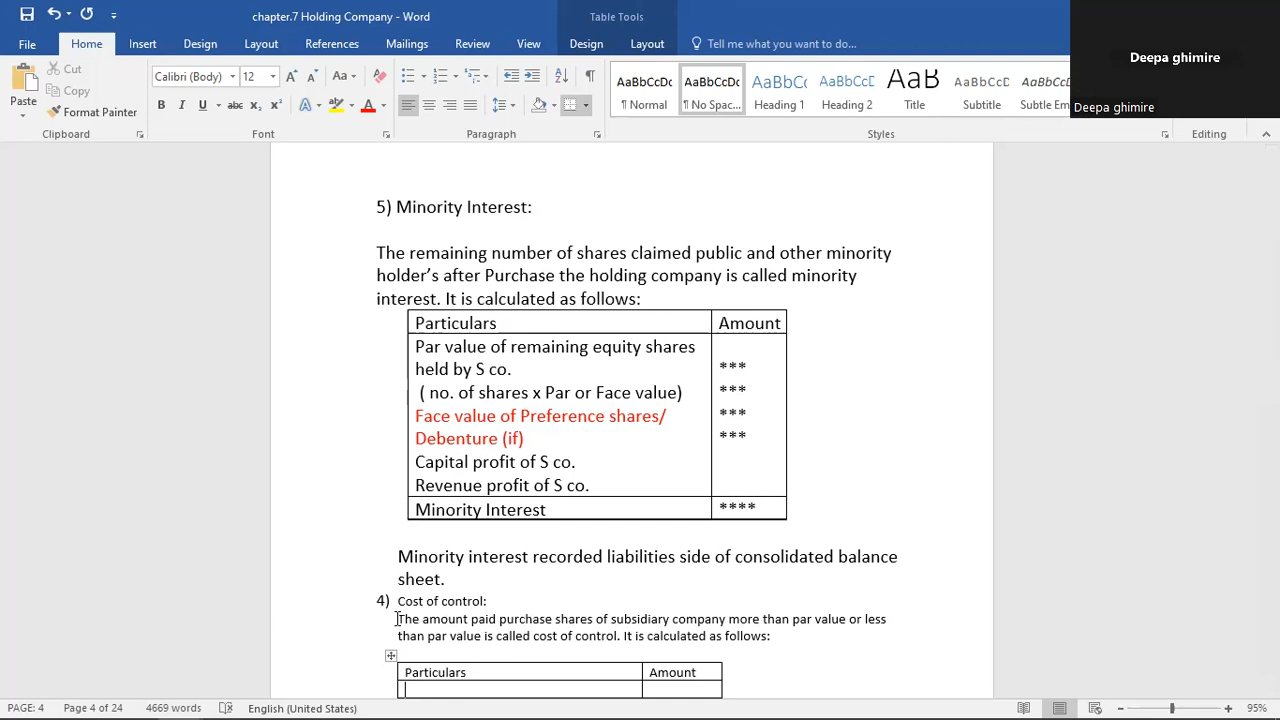 chapter.7 Holding Company - Word
Table Tools
Deepa ghimire
Deepa ghimire
File Home Insert Design Layout References Mailings Review View Design Layout Tell me what you want to do...
Cut
Copy
Paste
Format Painter
Clipboard
Calibri (Body) 12
Font
Paragraph
AaBbCcDc AaBbCcDc AaBbCc AaBbCcD AaB AaBbCcD AaBbCcDc
¶ Normal ¶ No Spac... Heading 1 Heading 2 Title Subtitle Subtle Em
Styles
Editing
5) Minority Interest:
The remaining number of shares claimed public and other minority
holder’s after Purchase the holding company is called minority
interest. It is calculated as follows:
Particulars Amount
Par value of remaining equity shares
held by S co. ***
( no. of shares x Par or Face value) ***
Face value of Preference shares/ ***
Debenture (if) ***
Capital profit of S co.
Revenue profit of S co.
Minority Interest ****
Minority interest recorded liabilities side of consolidated balance
sheet.
4) Cost of control:
The amount paid purchase shares of subsidiary company more than par value or less
than par value is called cost of control. It is calculated as follows:
Particulars Amount
PAGE: 4 Page 4 of 24 4669 words English (United States) 95%